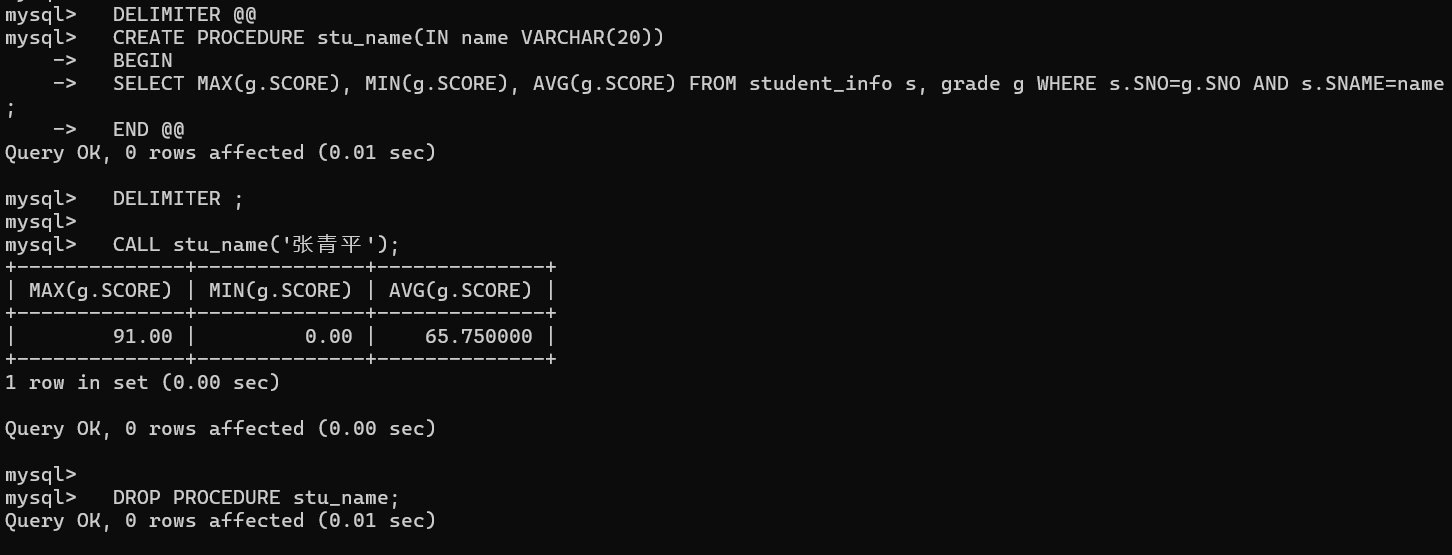 mysql>   DELIMITER @@
mysql>   CREATE PROCEDURE stu_name(IN name VARCHAR(20))
    ->   BEGIN
    ->   SELECT MAX(g.SCORE), MIN(g.SCORE), AVG(g.SCORE) FROM student_info s, grade g WHERE s.SNO=g.SNO AND s.SNAME=name
;
    ->   END @@
Query OK, 0 rows affected (0.01 sec)

mysql>   DELIMITER ;
mysql>
mysql>   CALL stu_name('张青平');
+--------------+--------------+--------------+
| MAX(g.SCORE) | MIN(g.SCORE) | AVG(g.SCORE) |
+--------------+--------------+--------------+
|        91.00 |         0.00 |    65.750000 |
+--------------+--------------+--------------+
1 row in set (0.00 sec)

Query OK, 0 rows affected (0.00 sec)

mysql>
mysql>   DROP PROCEDURE stu_name;
Query OK, 0 rows affected (0.01 sec)